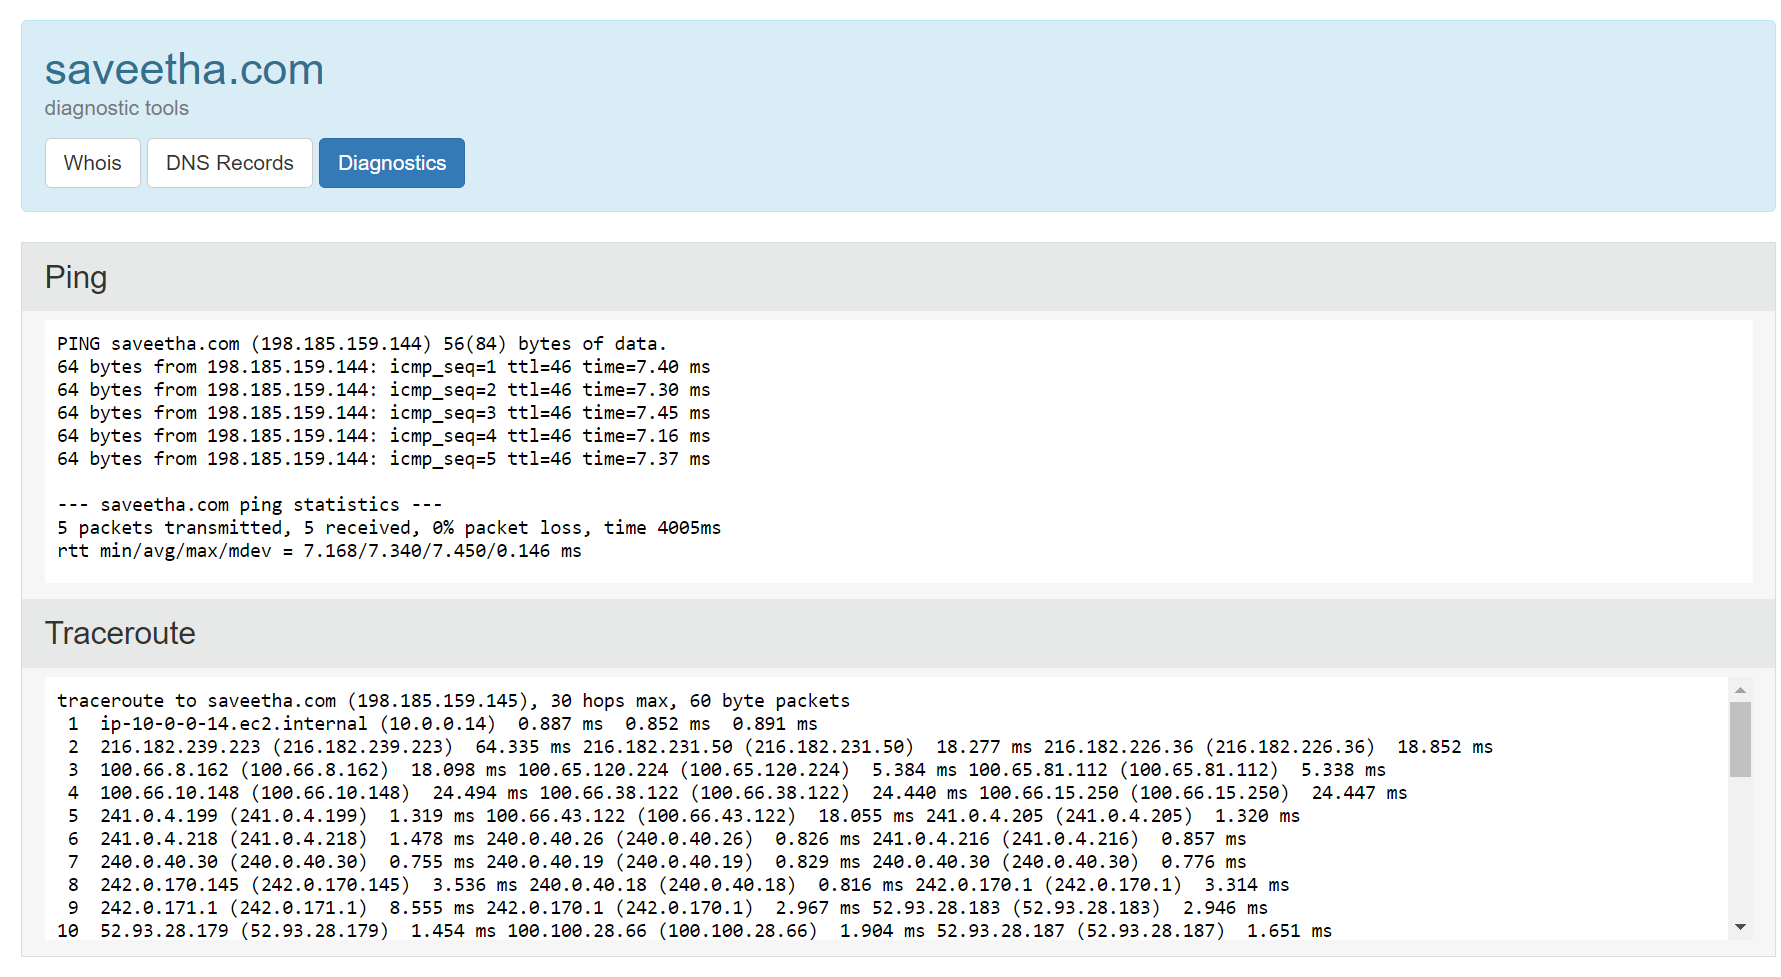 saveetha.com
diagnostic tools
Whois DNS Records Diagnostics
Ping
PING saveetha.com (198.185.159.144) 56(84) bytes of data.
64 bytes from 198.185.159.144: icmp_seq=1 ttl=46 time=7.40 ms
64 bytes from 198.185.159.144: icmp_seq=2 ttl=46 time=7.30 ms
64 bytes from 198.185.159.144: icmp_seq=3 ttl=46 time=7.45 ms
64 bytes from 198.185.159.144: icmp_seq=4 ttl=46 time=7.16 ms
64 bytes from 198.185.159.144: icmp_seq=5 ttl=46 time=7.37 ms
--- saveetha.com ping statistics ---
5 packets transmitted, 5 received, 0% packet loss, time 4005ms
rtt min/avg/max/mdev = 7.168/7.340/7.450/0.146 ms
Traceroute
traceroute to saveetha.com (198.185.159.145), 30 hops max, 60 byte packets
1 ip-10-0-0-14.ec2.internal (10.0.0.14) 0.887 ms 0.852 ms 0.891 ms
2 216.182.239.223 (216.182.239.223) 64.335 ms 216.182.231.50 (216.182.231.50) 18.277 ms 216.182.226.36 (216.182.226.36) 18.852 ms
3 100.66.8.162 (100.66.8.162) 18.098 ms 100.65.120.224 (100.65.120.224) 5.384 ms 100.65.81.112 (100.65.81.112) 5.338 ms
4 100.66.10.148 (100.66.10.148) 24.494 ms 100.66.38.122 (100.66.38.122) 24.440 ms 100.66.15.250 (100.66.15.250) 24.447 ms
5 241.0.4.199 (241.0.4.199) 1.319 ms 100.66.43.122 (100.66.43.122) 18.055 ms 241.0.4.205 (241.0.4.205) 1.320 ms
6 241.0.4.218 (241.0.4.218) 1.478 ms 240.0.40.26 (240.0.40.26) 0.826 ms 241.0.4.216 (241.0.4.216) 0.857 ms
7 240.0.40.30 (240.0.40.30) 0.755 ms 240.0.40.19 (240.0.40.19) 0.829 ms 240.0.40.30 (240.0.40.30) 0.776 ms
8 242.0.170.145 (242.0.170.145) 3.536 ms 240.0.40.18 (240.0.40.18) 0.816 ms 242.0.170.1 (242.0.170.1) 3.314 ms
9 242.0.171.1 (242.0.171.1) 8.555 ms 242.0.170.1 (242.0.170.1) 2.967 ms 52.93.28.183 (52.93.28.183) 2.946 ms
10 52.93.28.179 (52.93.28.179) 1.454 ms 100.100.28.66 (100.100.28.66) 1.904 ms 52.93.28.187 (52.93.28.187) 1.651 ms